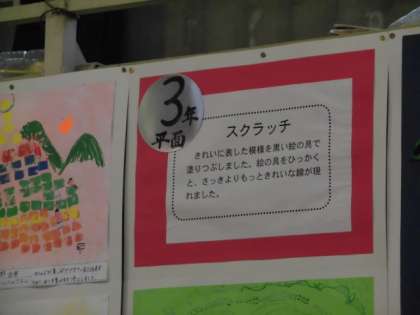 3年
平面
スクラッチ
きれいに表した模様を黒い絵の具で
塗りつぶしました。絵の具をひっかく
と、さっきよりもっときれいな線が現
れました。